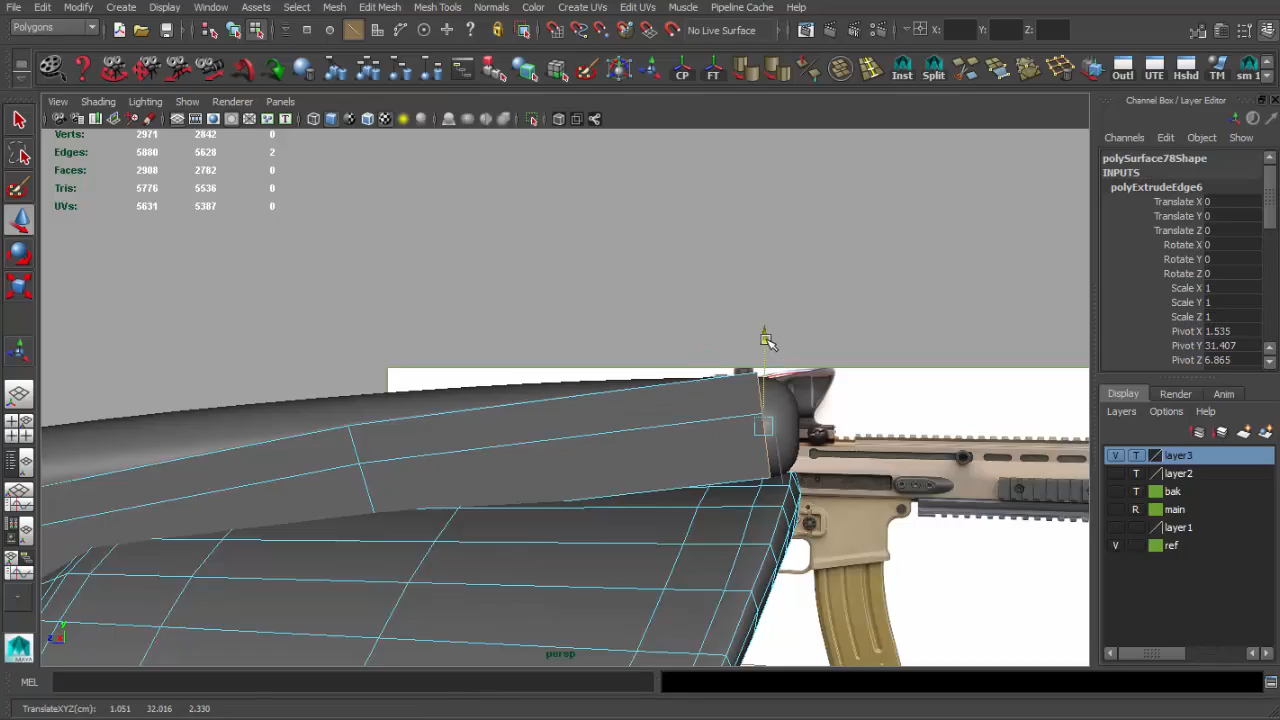 File Edit Modify Create Display Window Assets Select Mesh Edit Mesh Mesh Tools Normals Color Create UVs Edit UVs Muscle Pipeline Cache Help
Polygons No Live Surface X: Y: Z:
CP FT Inst Split Outl UTE Hshd TM sm 1
View Shading Lighting Show Renderer Panels
Channel Box / Layer Editor
Verts: 2971 2842 0
Channels Edit Object Show
Edges: 5880 5628 2
polySurface78Shape
Faces: 2908 2782 0
INPUTS
Tris: 5776 5536 0
polyExtrudeEdge6
UVs: 5631 5387 0
Translate X 0
Translate Y 0
Translate Z 0
Rotate X 0
Rotate Y 0
Rotate Z 0
Scale X 1
Scale Y 1
Scale Z 1
Pivot X 1.535
Pivot Y 31.407
Pivot Z 6.865
Display Render Anim
Layers Options Help
V T layer3
T layer2
T bak
R main
layer1
V ref
y
z x
persp
MEL
TranslateXYZ(cm): 1.051 32.016 2.330